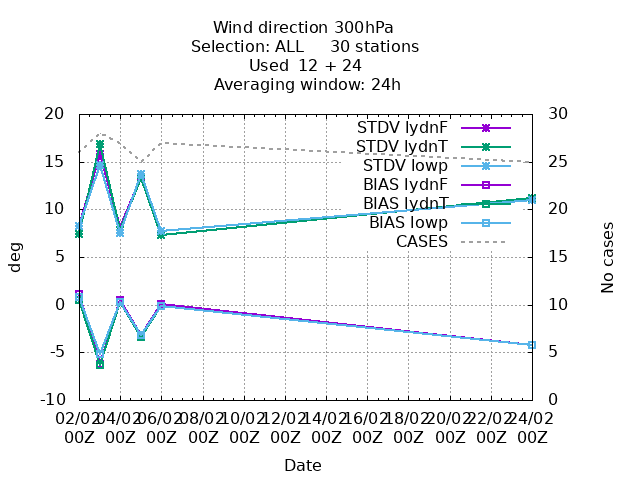 Wind direction 300hPa
Selection: ALL 30 stations
Used 12 + 24
Averaging window: 24h
20
15
10
5
0
-5
-10
deg
30
25
20
15
10
5
0
No cases
STDV lydnF
STDV lydnT
STDV lowp
BIAS lydnF
BIAS lydnT
BIAS lowp
CASES
02/02 04/02 06/02 08/02 10/02 12/02 14/02 16/02 18/02 20/02 22/02 24/02
00Z 00Z 00Z 00Z 00Z 00Z 00Z 00Z 00Z 00Z 00Z 00Z
Date